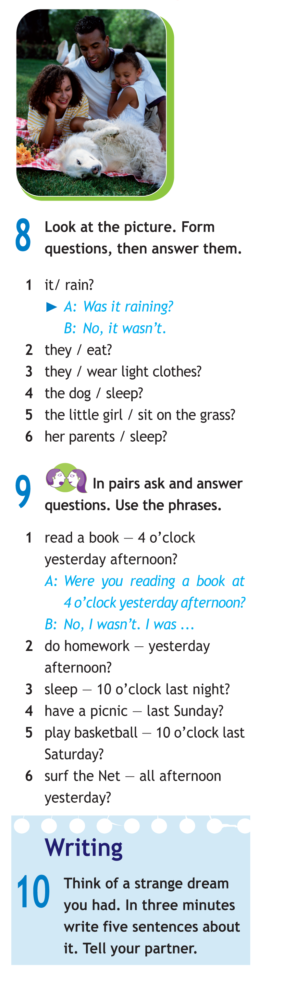 8 Look at the picture. Form
questions, then answer them.
1 it/ rain?
► A: Was it raining?
B: No, it wasn’t.
2 they / eat?
3 they / wear light clothes?
4 the dog / sleep?
5 the little girl / sit on the grass?
6 her parents / sleep?
9 In pairs ask and answer
questions. Use the phrases.
1 read a book — 4 o’clock
yesterday afternoon?
A: Were you reading a book at
4 o’clock yesterday afternoon?
B: No, I wasn’t. I was ...
2 do homework — yesterday
afternoon?
3 sleep — 10 o’clock last night?
4 have a picnic — last Sunday?
5 play basketball — 10 o’clock last
Saturday?
6 surf the Net — all afternoon
yesterday?
Writing
10 Think of a strange dream
you had. In three minutes
write five sentences about
it. Tell your partner.